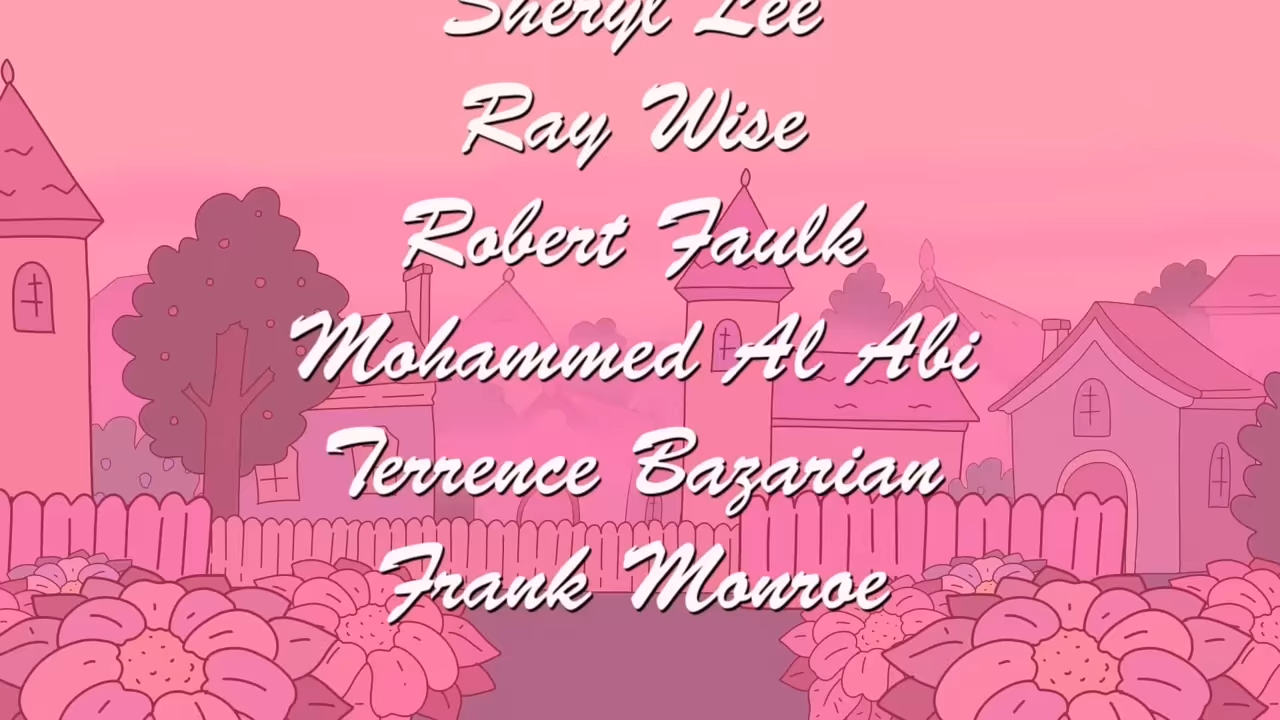 Sheryl Lee
Ray Wise
Robert Faulk
Mohammed Al Abi
Terrence Bazarian
Frank Monroe